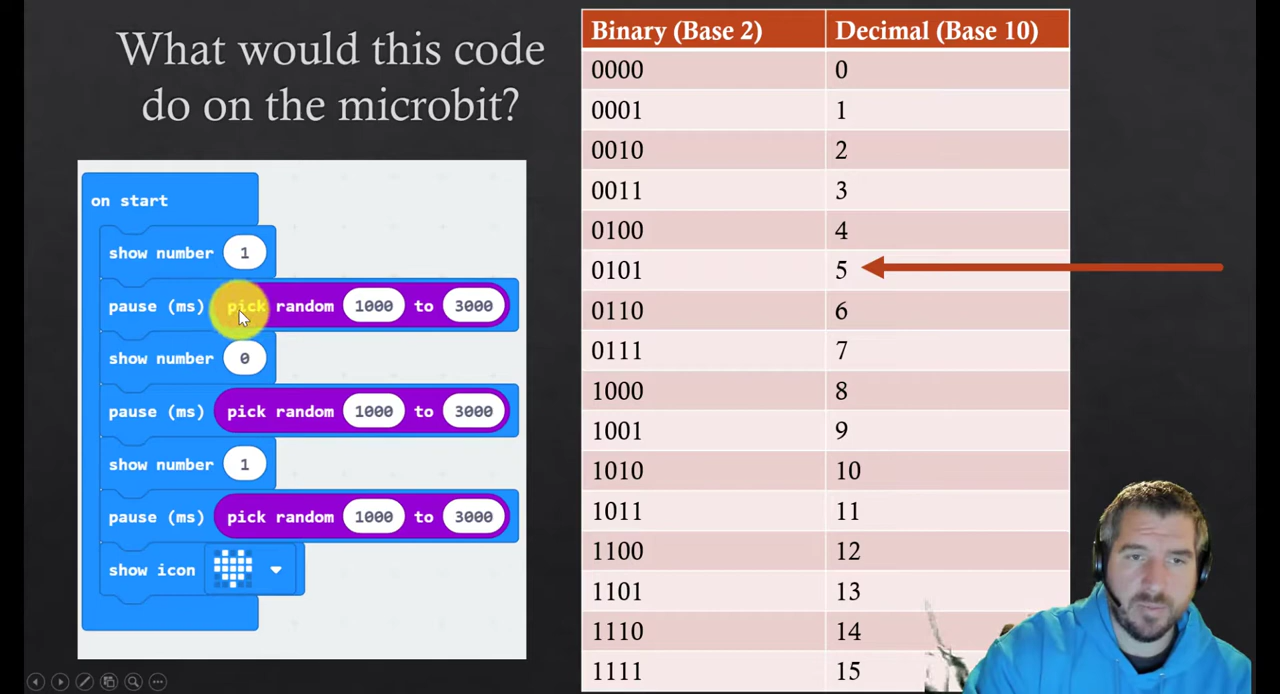 What would this code
do on the microbit?
on start
show number 1
pause (ms) pick random 1000 to 3000
show number 0
pause (ms) pick random 1000 to 3000
show number 1
pause (ms) pick random 1000 to 3000
show icon
Binary (Base 2) Decimal (Base 10)
0000 0
0001 1
0010 2
0011 3
0100 4
0101 5
0110 6
0111 7
1000 8
1001 9
1010 10
1011 11
1100 12
1101 13
1110 14
1111 15